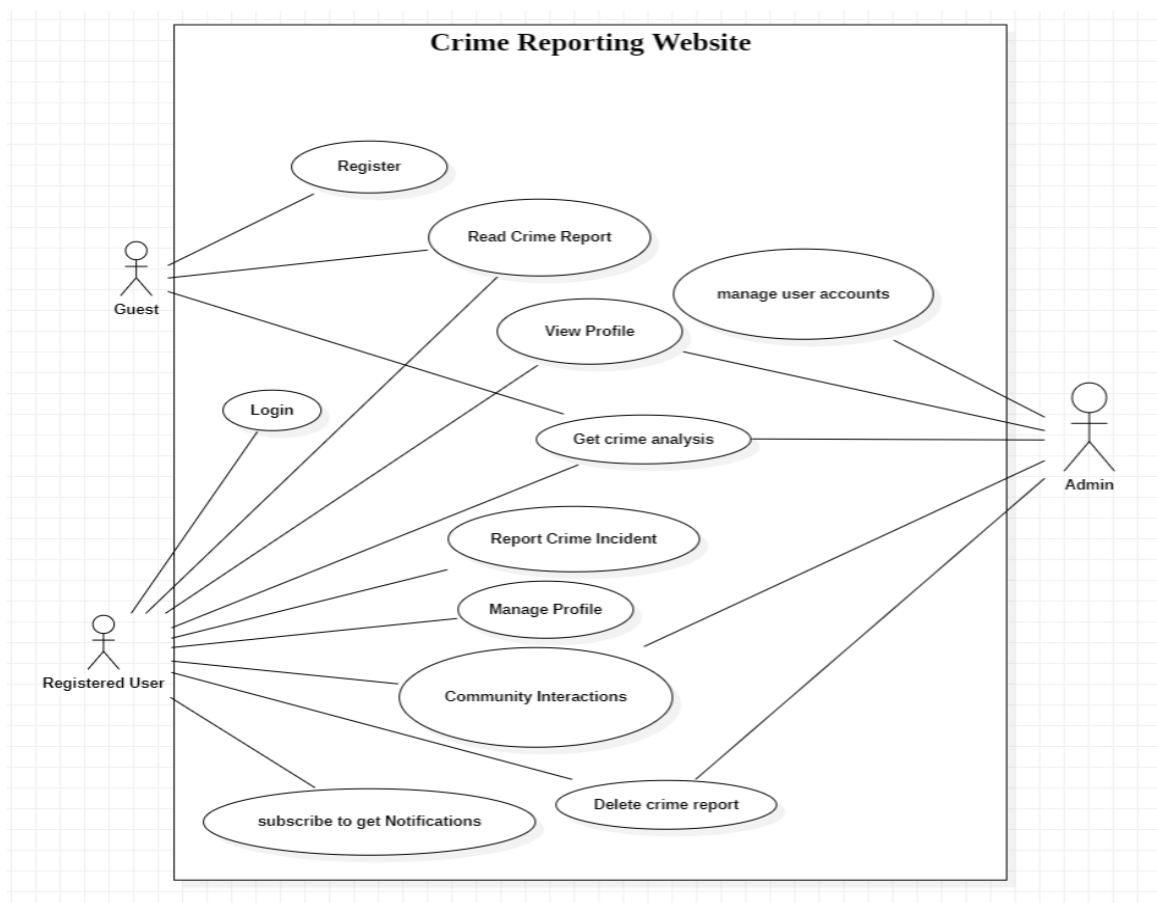 Crime Reporting Website
Register
Read Crime Report
manage user accounts
Guest
View Profile
Login
Get crime analysis
Admin
Report Crime Incident
Manage Profile
Registered User
Community Interactions
Delete crime report
subscribe to get Notifications